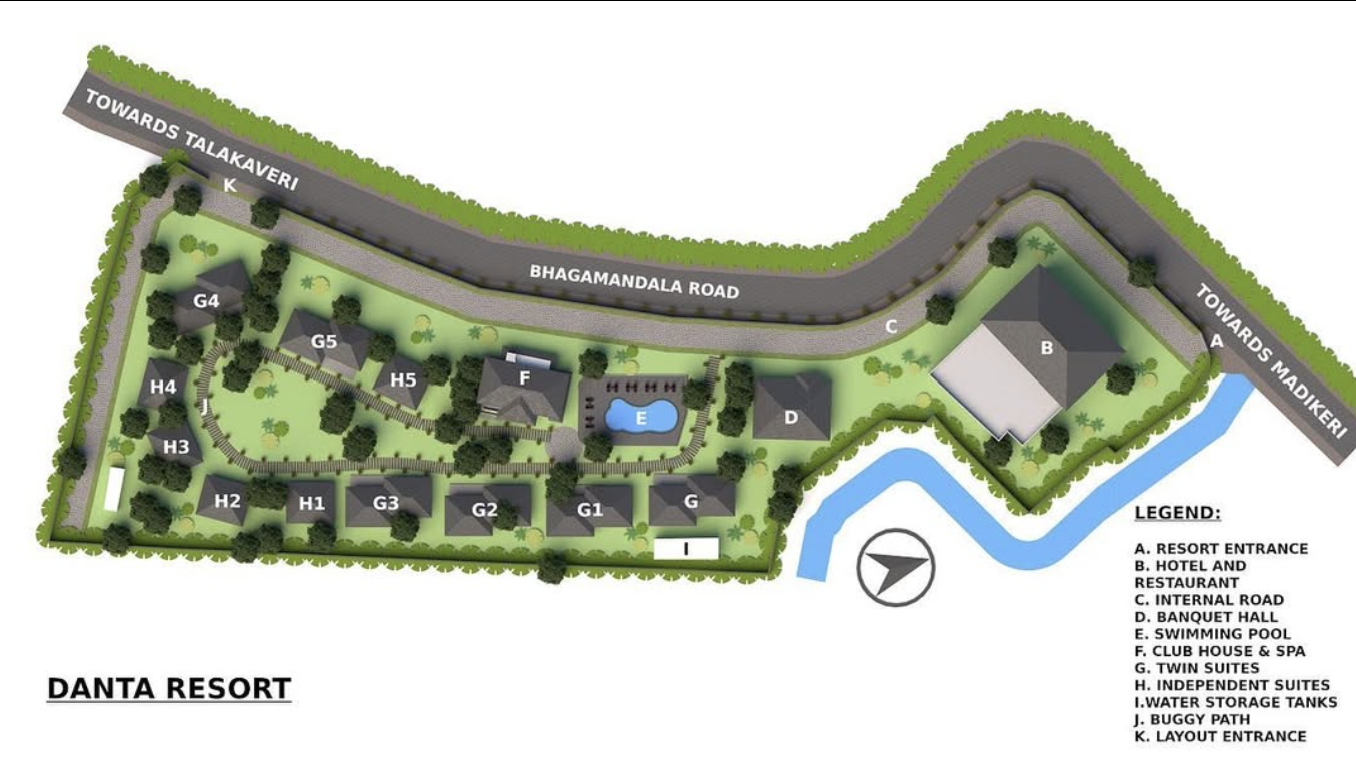 TOWARDS TALAKAVERI
K
BHAGAMANDALA ROAD
TOWARDS MADIKERI
A
C
B
G4
G5
H5
F
H4
J
E
D
H3
H2
H1
G3
G2
G1
G
I
LEGEND:
A. RESORT ENTRANCE
B. HOTEL AND
RESTAURANT
C. INTERNAL ROAD
D. BANQUET HALL
E. SWIMMING POOL
F. CLUB HOUSE & SPA
G. TWIN SUITES
H. INDEPENDENT SUITES
I.WATER STORAGE TANKS
J. BUGGY PATH
K. LAYOUT ENTRANCE
DANTA RESORT